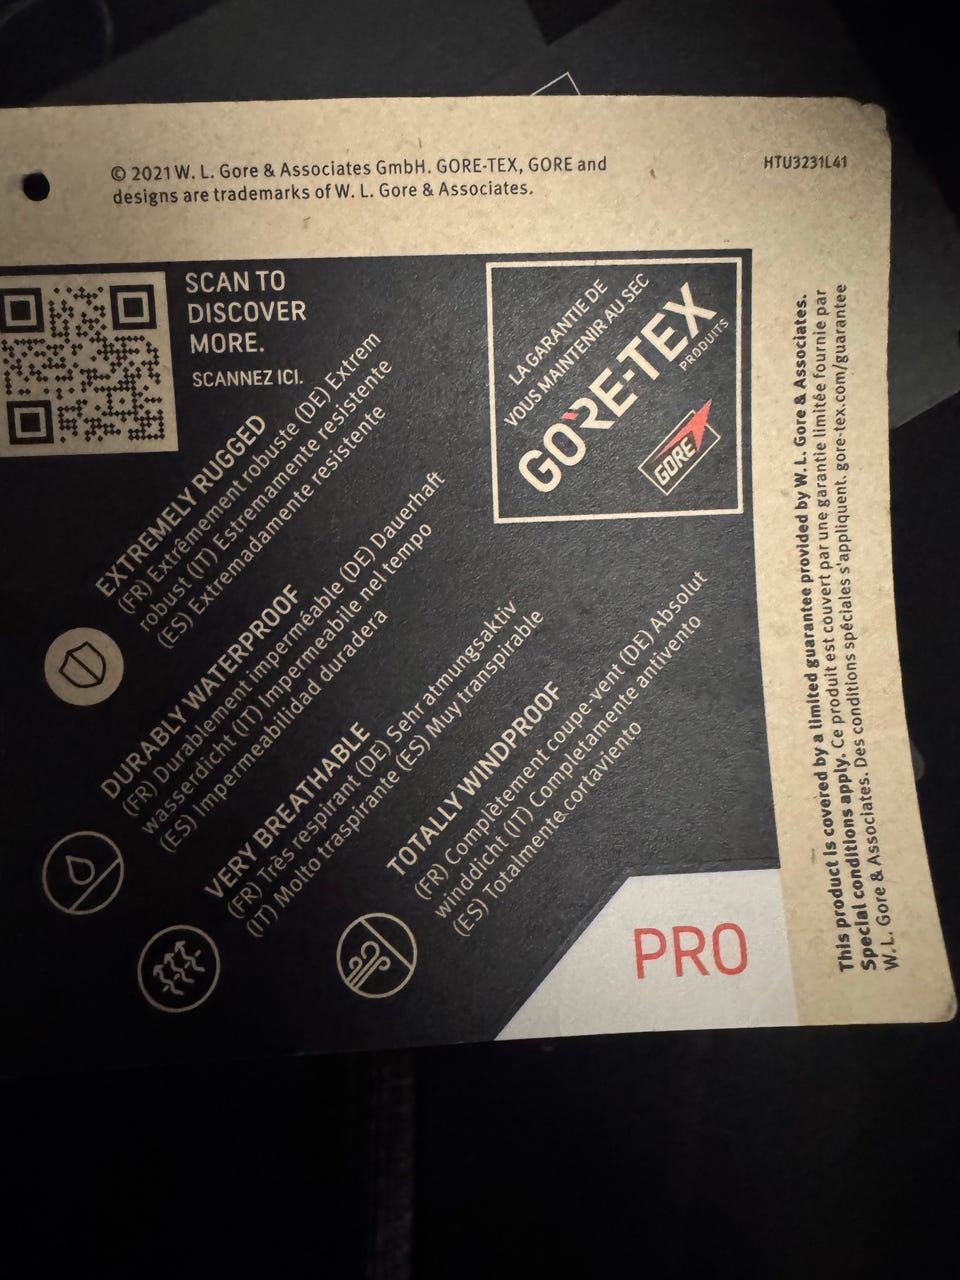 © 2021 W. L. Gore & Associates GmbH. GORE-TEX, GORE and
designs are trademarks of W. L. Gore & Associates.
HTU3231L41
SCAN TO
DISCOVER
MORE.
SCANNEZ ICI.
LA GARANTIE DE
VOUS MAINTENIR AU SEC
GORE-TEX
PRODUITS
GORE
EXTREMELY RUGGED
(FR) Extrêmement robuste (DE) Extrem
robust (IT) Estremamente resistente
(ES) Extremadamente resistente
DURABLY WATERPROOF
(FR) Durablement imperméable (DE) Dauerhaft
wasserdicht (IT) Impermeabile nel tempo
(ES) Impermeabilidad duradera
VERY BREATHABLE
(FR) Très respirant (DE) Sehr atmungsaktiv
(IT) Molto traspirante (ES) Muy transpirable
TOTALLY WINDPROOF
(FR) Complètement coupe-vent (DE) Absolut
winddicht (IT) Completamente antivento
(ES) Totalmente cortaviento
PRO
This product is covered by a limited guarantee provided by W. L. Gore & Associates.
Special conditions apply. Ce produit est couvert par une garantie limitée fournie par
W. L. Gore & Associates. Des conditions spéciales s'appliquent. gore-tex.com/guarantee